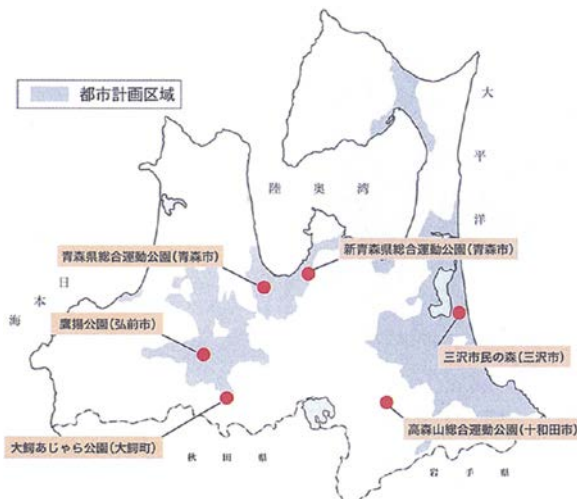 都市計画区域
太平洋
陸奥湾
新青森県総合運動公園(青森市)
青森県総合運動公園(青森市)
日本海
鷹揚公園(弘前市)
三沢市民の森(三沢市)
大鰐あじゃら公園(大鰐町)
高森山総合運動公園(十和田市)
秋田県
岩手県